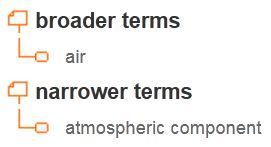 broader terms
air
narrower terms
atmospheric component